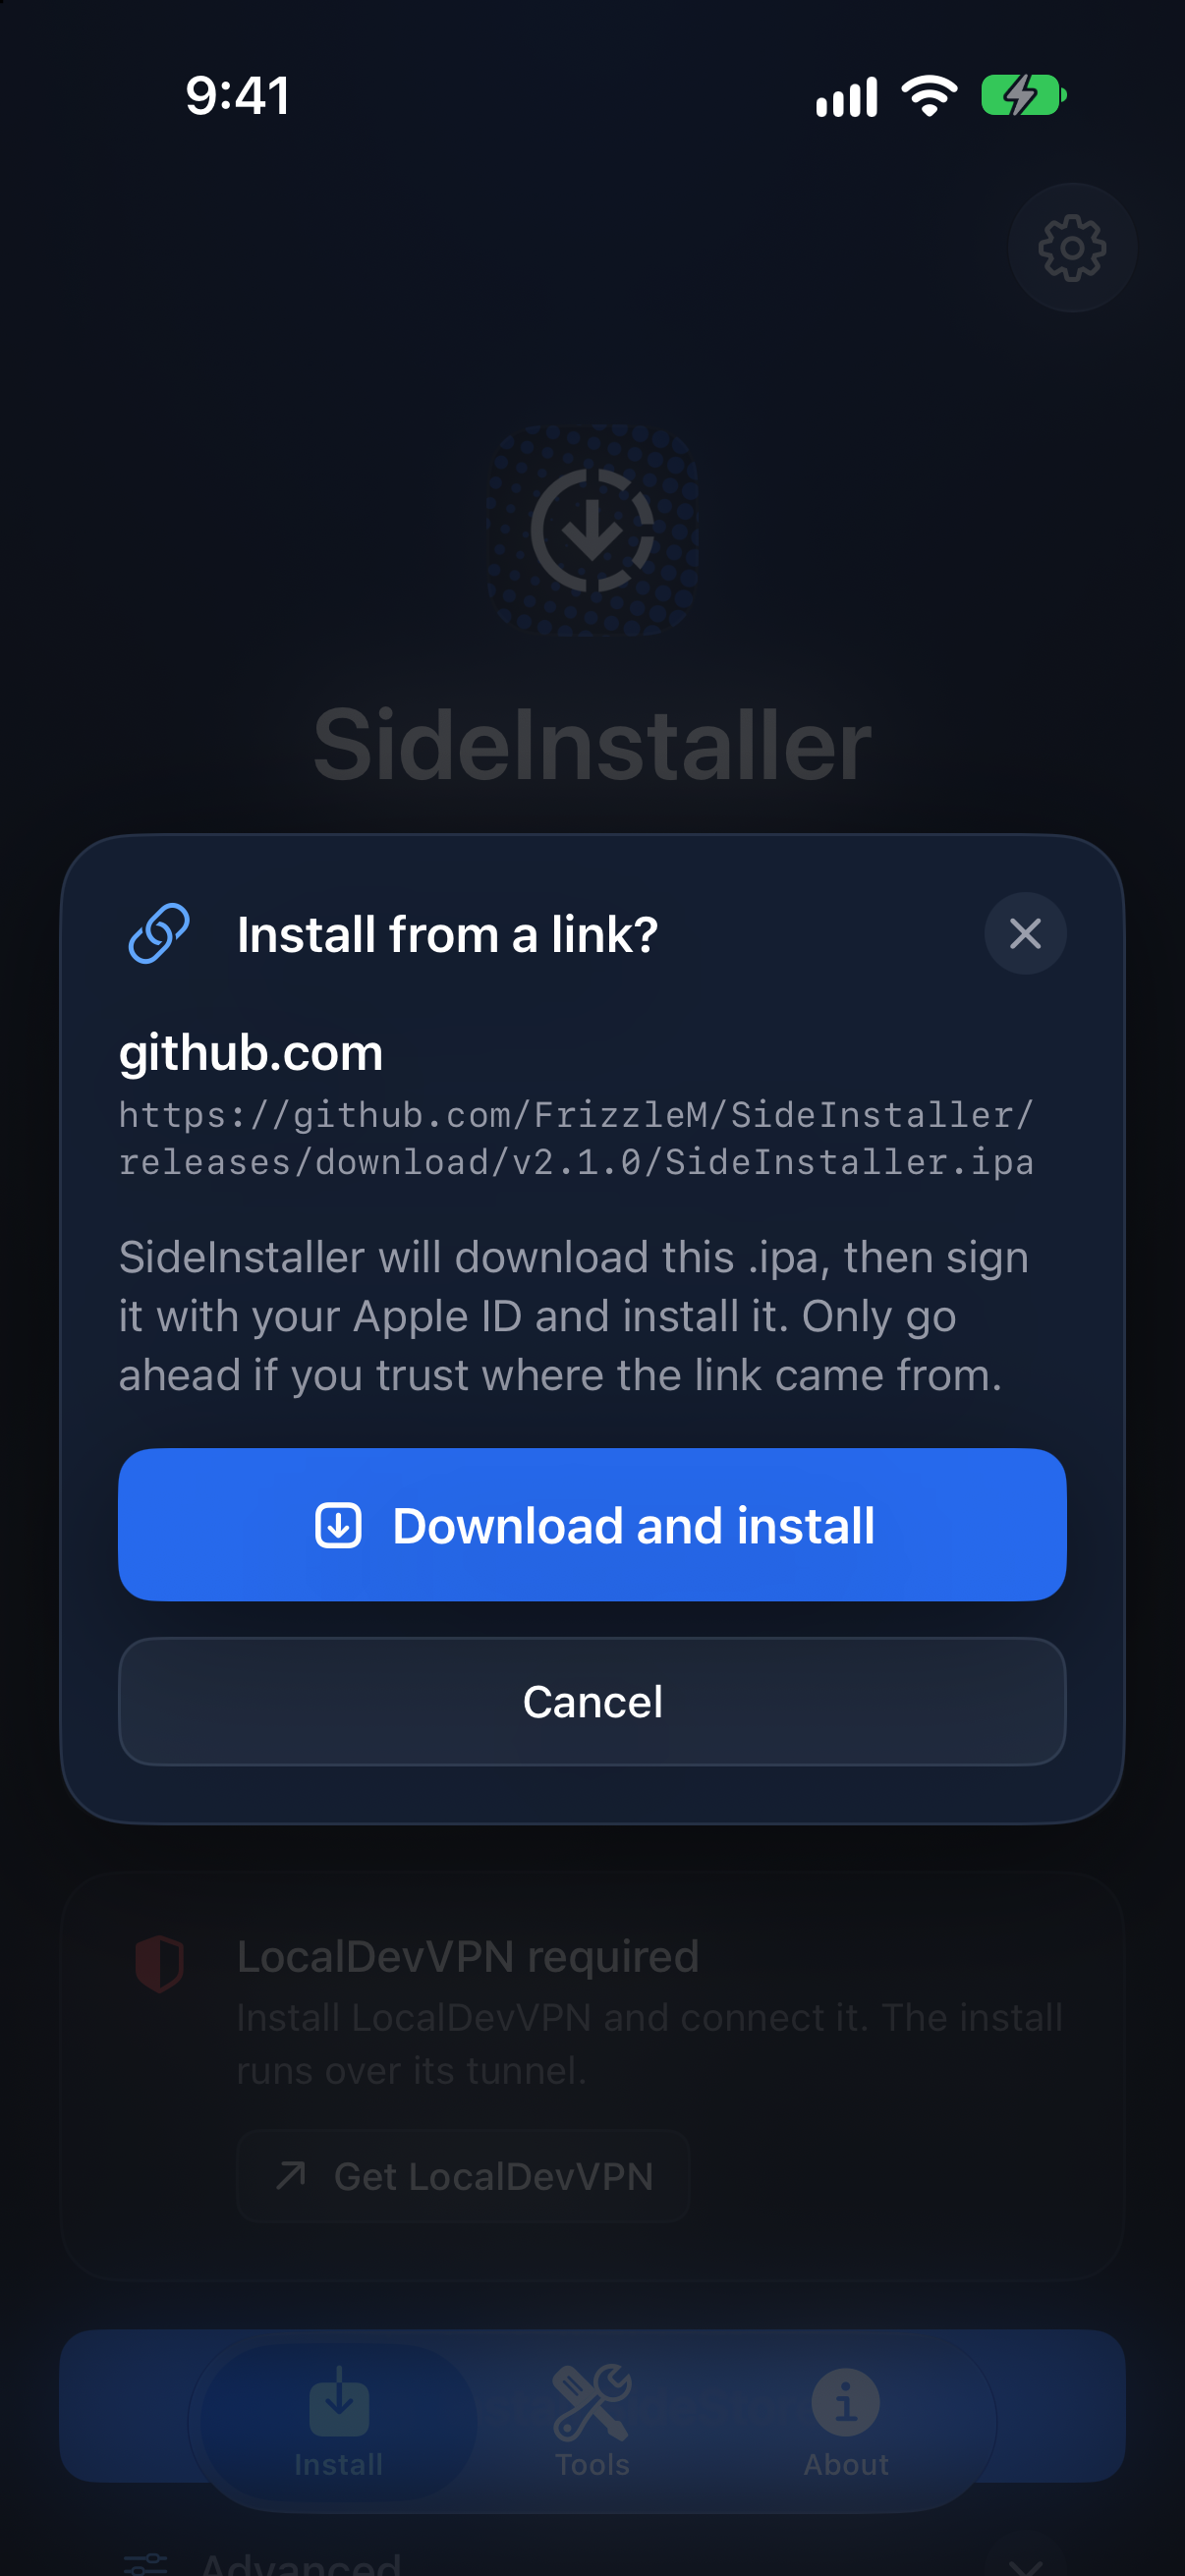 9:41
SideInstaller
Install from a link?
github.com
https://github.com/FrizzleM/SideInstaller/
releases/download/v2.1.0/SideInstaller.ipa
SideInstaller will download this .ipa, then sign
it with your Apple ID and install it. Only go
ahead if you trust where the link came from.
Download and install
Cancel
LocalDevVPN required
Install LocalDevVPN and connect it. The install
runs over its tunnel.
Get LocalDevVPN
Install
Tools
About
Advanced